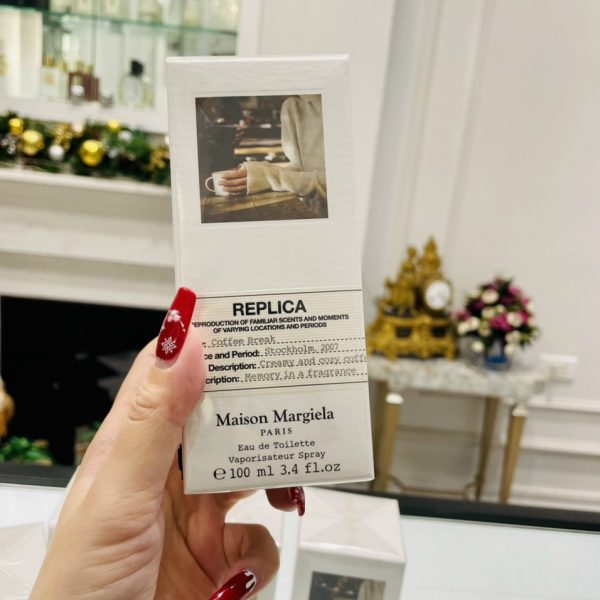 REPLICA
REPRODUCTION OF FAMILIAR SCENTS AND MOMENTS
OF VARYING LOCATIONS AND PERIODS
: Coffee Break
ce and Period: Stockholm, 2007
Description: Creamy and cozy coff
scription: Memory in a fragrance
Maison Margiela
PARIS
Eau de Toilette
Vaporisateur Spray
℮ 100 ml 3.4 fl.oz